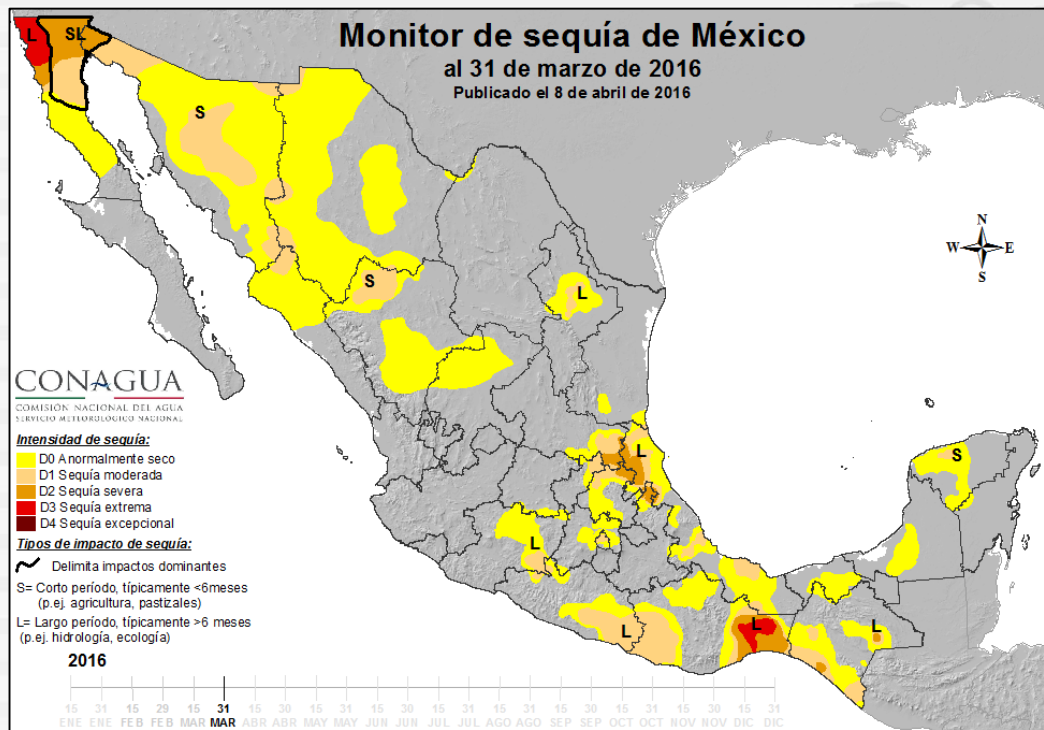 Monitor de sequía de México
al 31 de marzo de 2016
Publicado el 8 de abril de 2016
L
SL
S
S
L
N
W E
S
CONAGUA
COMISIÓN NACIONAL DEL AGUA
SERVICIO METEOROLÓGICO NACIONAL
L
S
L
L
L
L
Intensidad de sequía:
D0 Anormalmente seco
D1 Sequía moderada
D2 Sequía severa
D3 Sequía extrema
D4 Sequía excepcional
Tipos de impacto de sequía:
Delimita impactos dominantes
S= Corto período, típicamente <6meses
(p.ej. agricultura, pastizales)
L= Largo período, típicamente >6 meses
(p.ej. hidrología, ecología)
2016
15 31 15 29 15 31 15 30 15 31 15 30 15 31 15 31 15 30 15 31 15 30 15 31
ENE ENE FEB FEB MAR MAR ABR ABR MAY MAY JUN JUN JUL JUL AGO AGO SEP SEP OCT OCT NOV NOV DIC DIC